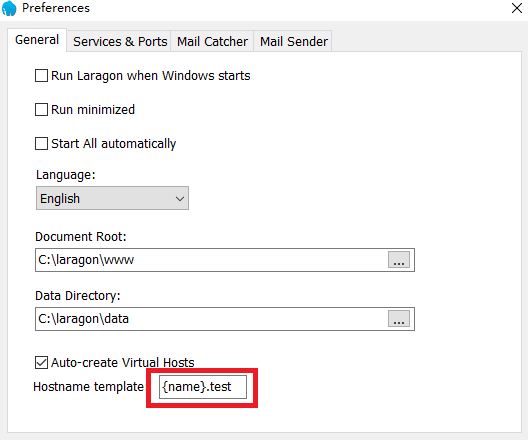 Preferences
General Services & Ports Mail Catcher Mail Sender
Run Laragon when Windows starts
Run minimized
Start All automatically
Language:
English
Document Root:
C:\laragon\www ...
Data Directory:
C:\laragon\data ...
Auto-create Virtual Hosts
Hostname template {name}.test